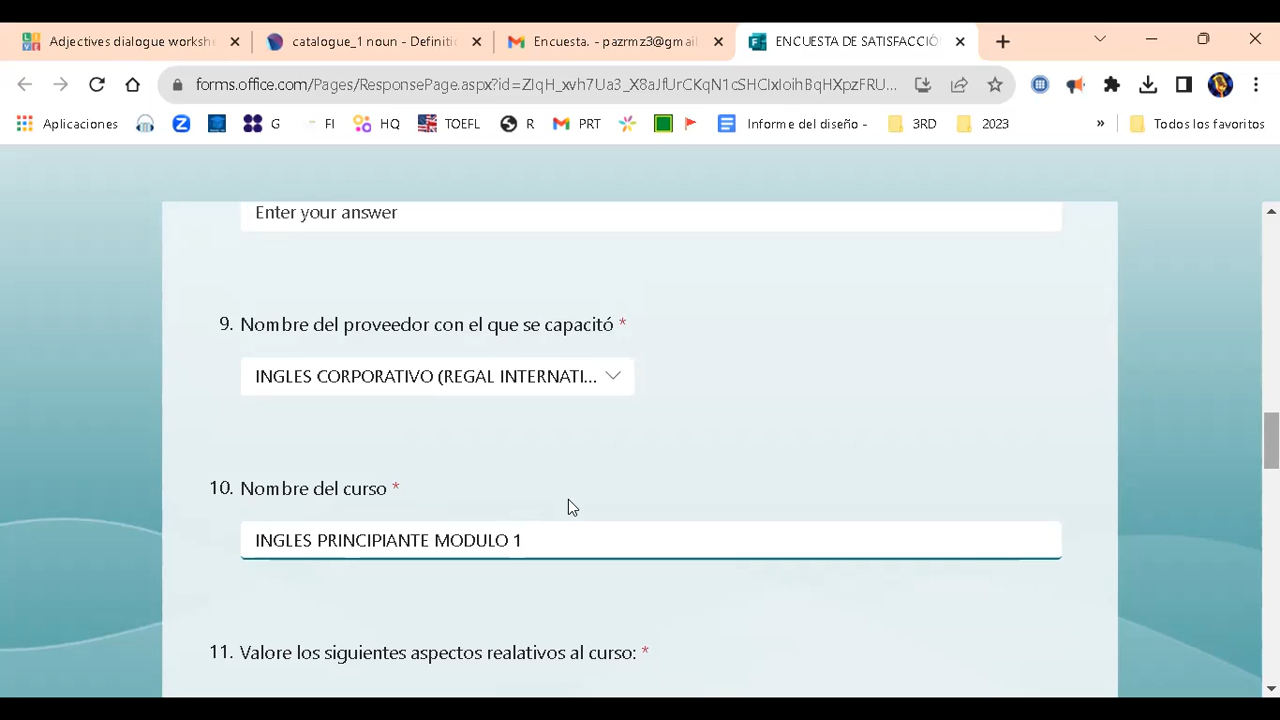 Adjectives dialogue worksh
catalogue_1 noun - Definiti
Encuesta. - pazrmz3@gmai
ENCUESTA DE SATISFACCIÓ
forms.office.com/Pages/ResponsePage.aspx?id=ZIqH_xvh7Ua3_X8aJfUrCKqN1cSHClxIoihBqHXpzFRU...
Aplicaciones
G
FI
HQ
TOEFL
R
PRT
Informe del diseño -
3RD
2023
»
Todos los favoritos
Enter your answer
9. Nombre del proveedor con el que se capacitó *
INGLES CORPORATIVO (REGAL INTERNATI...
10. Nombre del curso *
INGLES PRINCIPIANTE MODULO 1
11. Valore los siguientes aspectos realativos al curso: *